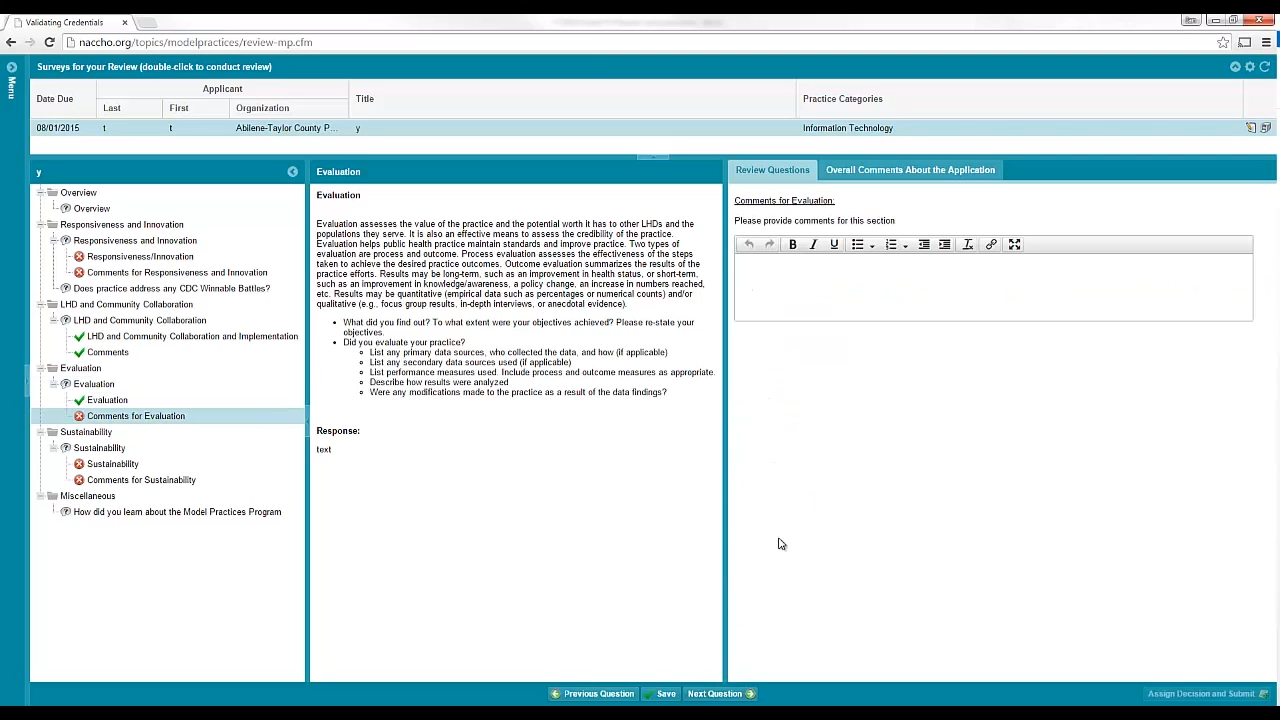 Validating Credentials
naccho.org/topics/modelpractices/review-mp.cfm
Menu
Surveys for your Review (double-click to conduct review)
Date Due
Applicant
Last
First
Organization
Title
Practice Categories
08/01/2015
t
t
Abilene-Taylor County P...
y
Information Technology
y
Overview
Overview
Responsiveness and Innovation
Responsiveness and Innovation
Responsiveness/Innovation
Comments for Responsiveness and Innovation
Does practice address any CDC Winnable Battles?
LHD and Community Collaboration
LHD and Community Collaboration
LHD and Community Collaboration and Implementation
Comments
Evaluation
Evaluation
Evaluation
Comments for Evaluation
Sustainability
Sustainability
Sustainability
Comments for Sustainability
Miscellaneous
How did you learn about the Model Practices Program
Evaluation
Evaluation
Evaluation assesses the value of the practice and the potential worth it has to other LHDs and the
populations they serve. It is also an effective means to assess the credibility of the practice.
Evaluation helps public health practice maintain standards and improve practice. Two types of
evaluation are process and outcome. Process evaluation assesses the effectiveness of the steps
taken to achieve the desired practice outcomes. Outcome evaluation summarizes the results of the
practice efforts. Results may be long-term, such as an improvement in health status, or short-term,
such as an improvement in knowledge/awareness, a policy change, an increase in numbers reached,
etc. Results may be quantitative (empirical data such as percentages or numerical counts) and/or
qualitative (e.g., focus group results, in-depth interviews, or anecdotal evidence).
What did you find out? To what extent were your objectives achieved? Please re-state your
objectives.
Did you evaluate your practice?
List any primary data sources, who collected the data, and how (if applicable)
List any secondary data sources used (if applicable)
List performance measures used. Include process and outcome measures as appropriate.
Describe how results were analyzed
Were any modifications made to the practice as a result of the data findings?
Response:
text
Review Questions
Overall Comments About the Application
Comments for Evaluation:
Please provide comments for this section
B I U
Previous Question
Save
Next Question
Assign Decision and Submit